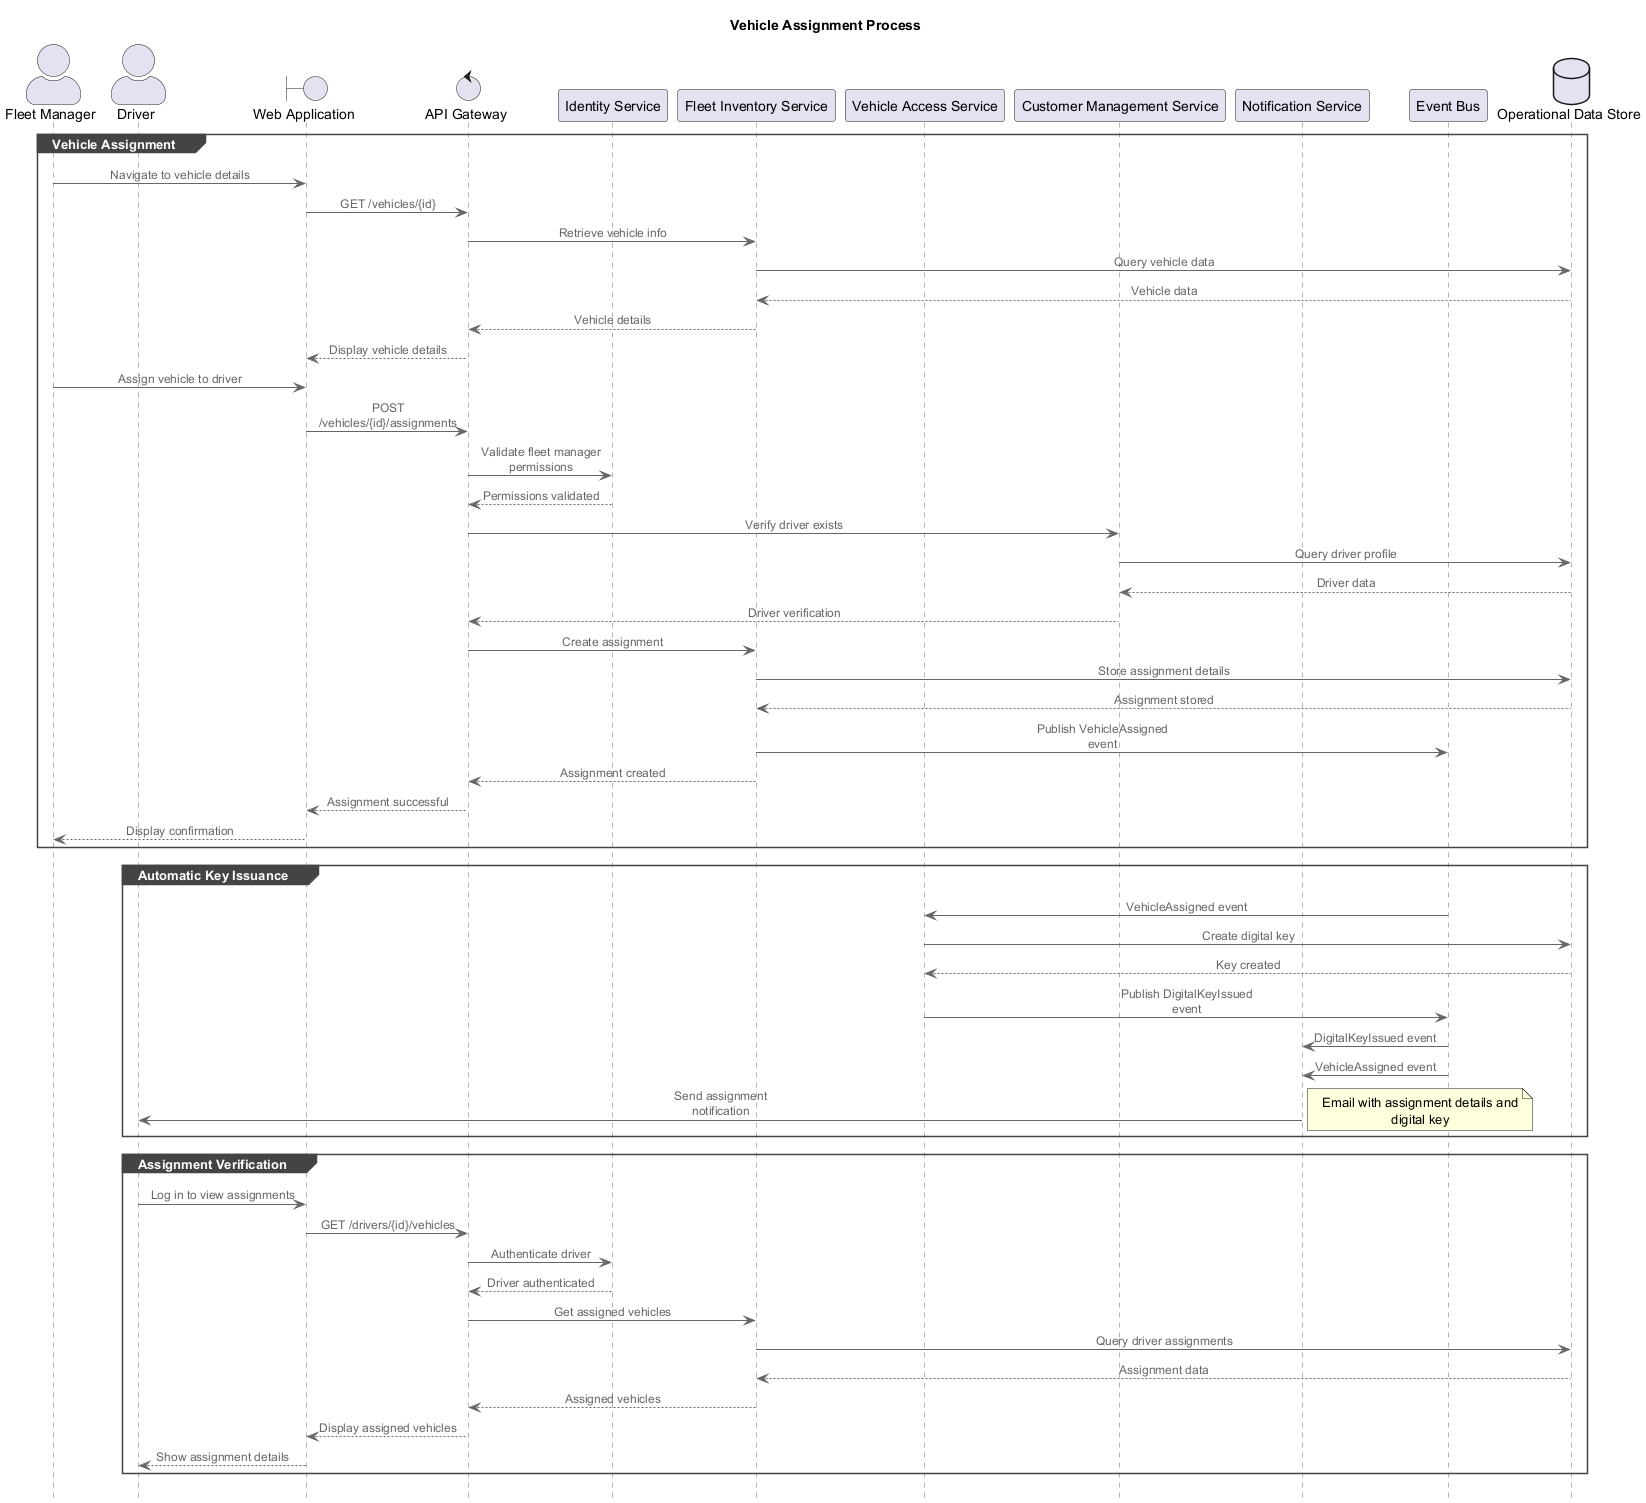 Vehicle Assignment Process
Fleet Manager
Driver
Web Application
API Gateway
Identity Service
Fleet Inventory Service
Vehicle Access Service
Customer Management Service
Notification Service
Event Bus
Operational Data Store
Vehicle Assignment
Navigate to vehicle details
GET /vehicles/{id}
Retrieve vehicle info
Query vehicle data
Vehicle data
Vehicle details
Display vehicle details
Assign vehicle to driver
POST
/vehicles/{id}/assignments
Validate fleet manager
permissions
Permissions validated
Verify driver exists
Query driver profile
Driver data
Driver verification
Create assignment
Store assignment details
Assignment stored
Publish VehicleAssigned
event
Assignment created
Assignment successful
Display confirmation
Automatic Key Issuance
VehicleAssigned event
Create digital key
Key created
Publish DigitalKeyIssued
event
DigitalKeyIssued event
VehicleAssigned event
Send assignment
notification
Email with assignment details and
digital key
Assignment Verification
Log in to view assignments
GET /drivers/{id}/vehicles
Authenticate driver
Driver authenticated
Get assigned vehicles
Query driver assignments
Assignment data
Assigned vehicles
Display assigned vehicles
Show assignment details